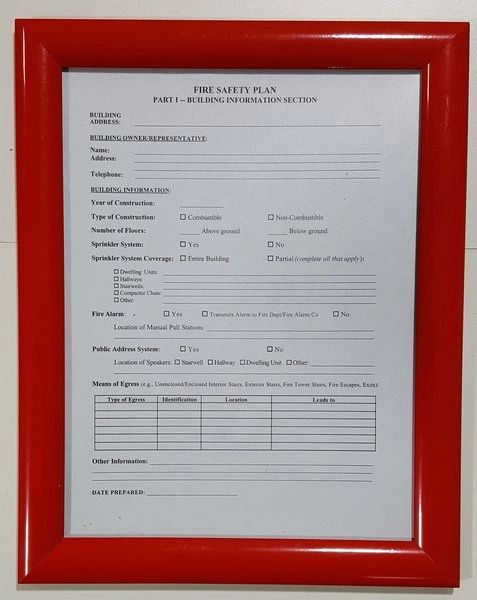 FIRE SAFETY PLAN
PART I -- BUILDING INFORMATION SECTION
BUILDING
ADDRESS:
BUILDING OWNER/REPRESENTATIVE:
Name:
Address:
Telephone:
BUILDING INFORMATION:
Year of Construction:
Type of Construction: ☐ Combustible ☐ Non-Combustible
Number of Floors: _____ Above ground _____ Below ground
Sprinkler System: ☐ Yes ☐ No
Sprinkler System Coverage: ☐ Entire Building ☐ Partial (complete all that apply):
☐ Dwelling Units:
☐ Hallways:
☐ Stairwells:
☐ Compactor Chute:
☐ Other:
Fire Alarm: ☐ Yes ☐ Transmits Alarm to Fire Dept/Fire Alarm Co ☐ No
Location of Manual Pull Stations:
Public Address System: ☐ Yes ☐ No
Location of Speakers: ☐ Stairwell ☐ Hallway ☐ Dwelling Unit ☐ Other:
Means of Egress (e.g., Unenclosed/Enclosed Interior Stairs, Exterior Stairs, Fire Tower Stairs, Fire Escapes, Exits):
Type of Egress Identification Location Leads to
Other Information:
DATE PREPARED: